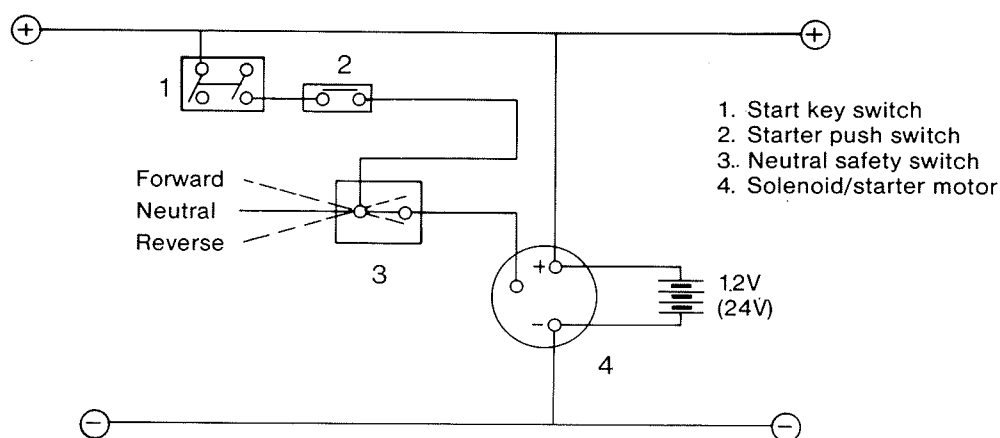 + +
1
2
1. Start key switch
2. Starter push switch
3.. Neutral safety switch
4. Solenoid/starter motor
Forward
Neutral
Reverse
3
+
-
12V
(24V)
4
- -